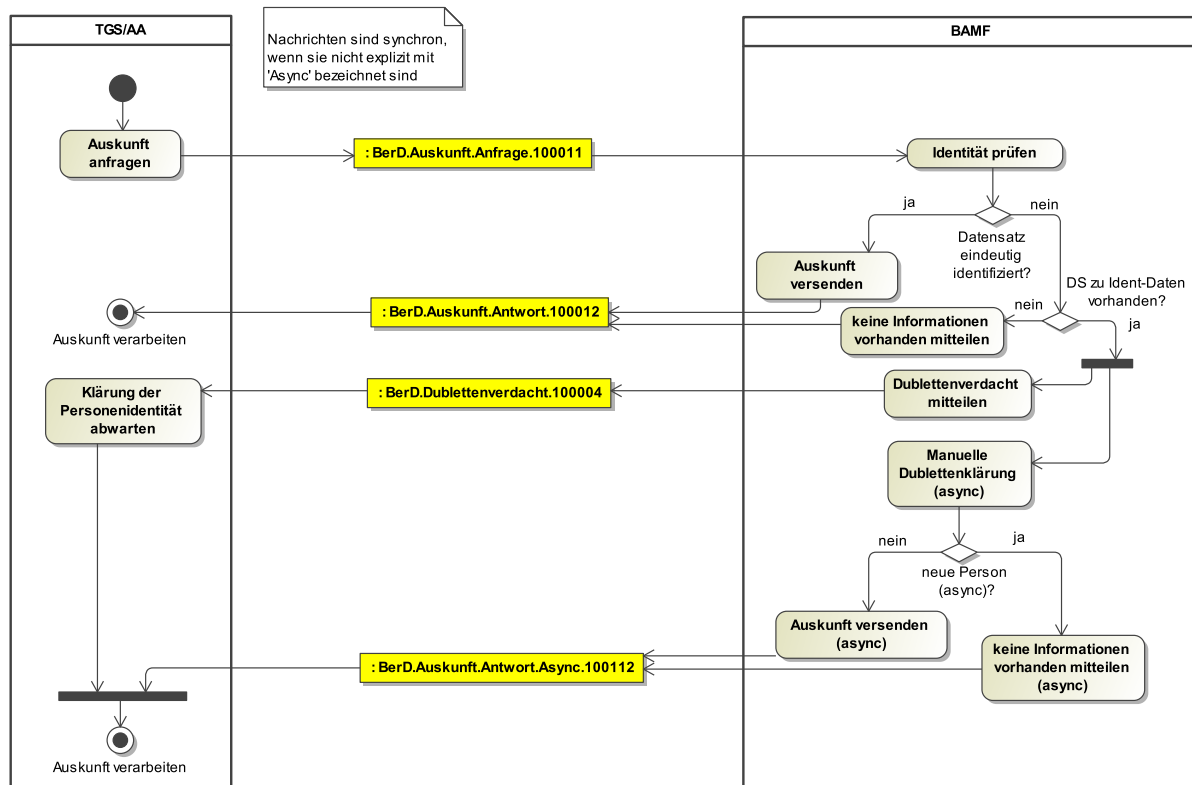 TGS/AA
Nachrichten sind synchron,
wenn sie nicht explizit mit
'Async' bezeichnet sind
BAMF
Auskunft
anfragen
: BerD.Auskunft.Anfrage.100011
Identität prüfen
ja
nein
Datensatz
eindeutig
identifiziert?
Auskunft
versenden
DS zu Ident-Daten
vorhanden?
nein
ja
: BerD.Auskunft.Antwort.100012
keine Informationen
vorhanden mitteilen
Auskunft verarbeiten
Klärung der
Personenidentität
abwarten
: BerD.Dublettenverdacht.100004
Dublettenverdacht
mitteilen
Manuelle
Dublettenklärung
(async)
nein
ja
neue Person
(async)?
Auskunft versenden
(async)
keine Informationen
vorhanden mitteilen
(async)
: BerD.Auskunft.Antwort.Async.100112
Auskunft verarbeiten